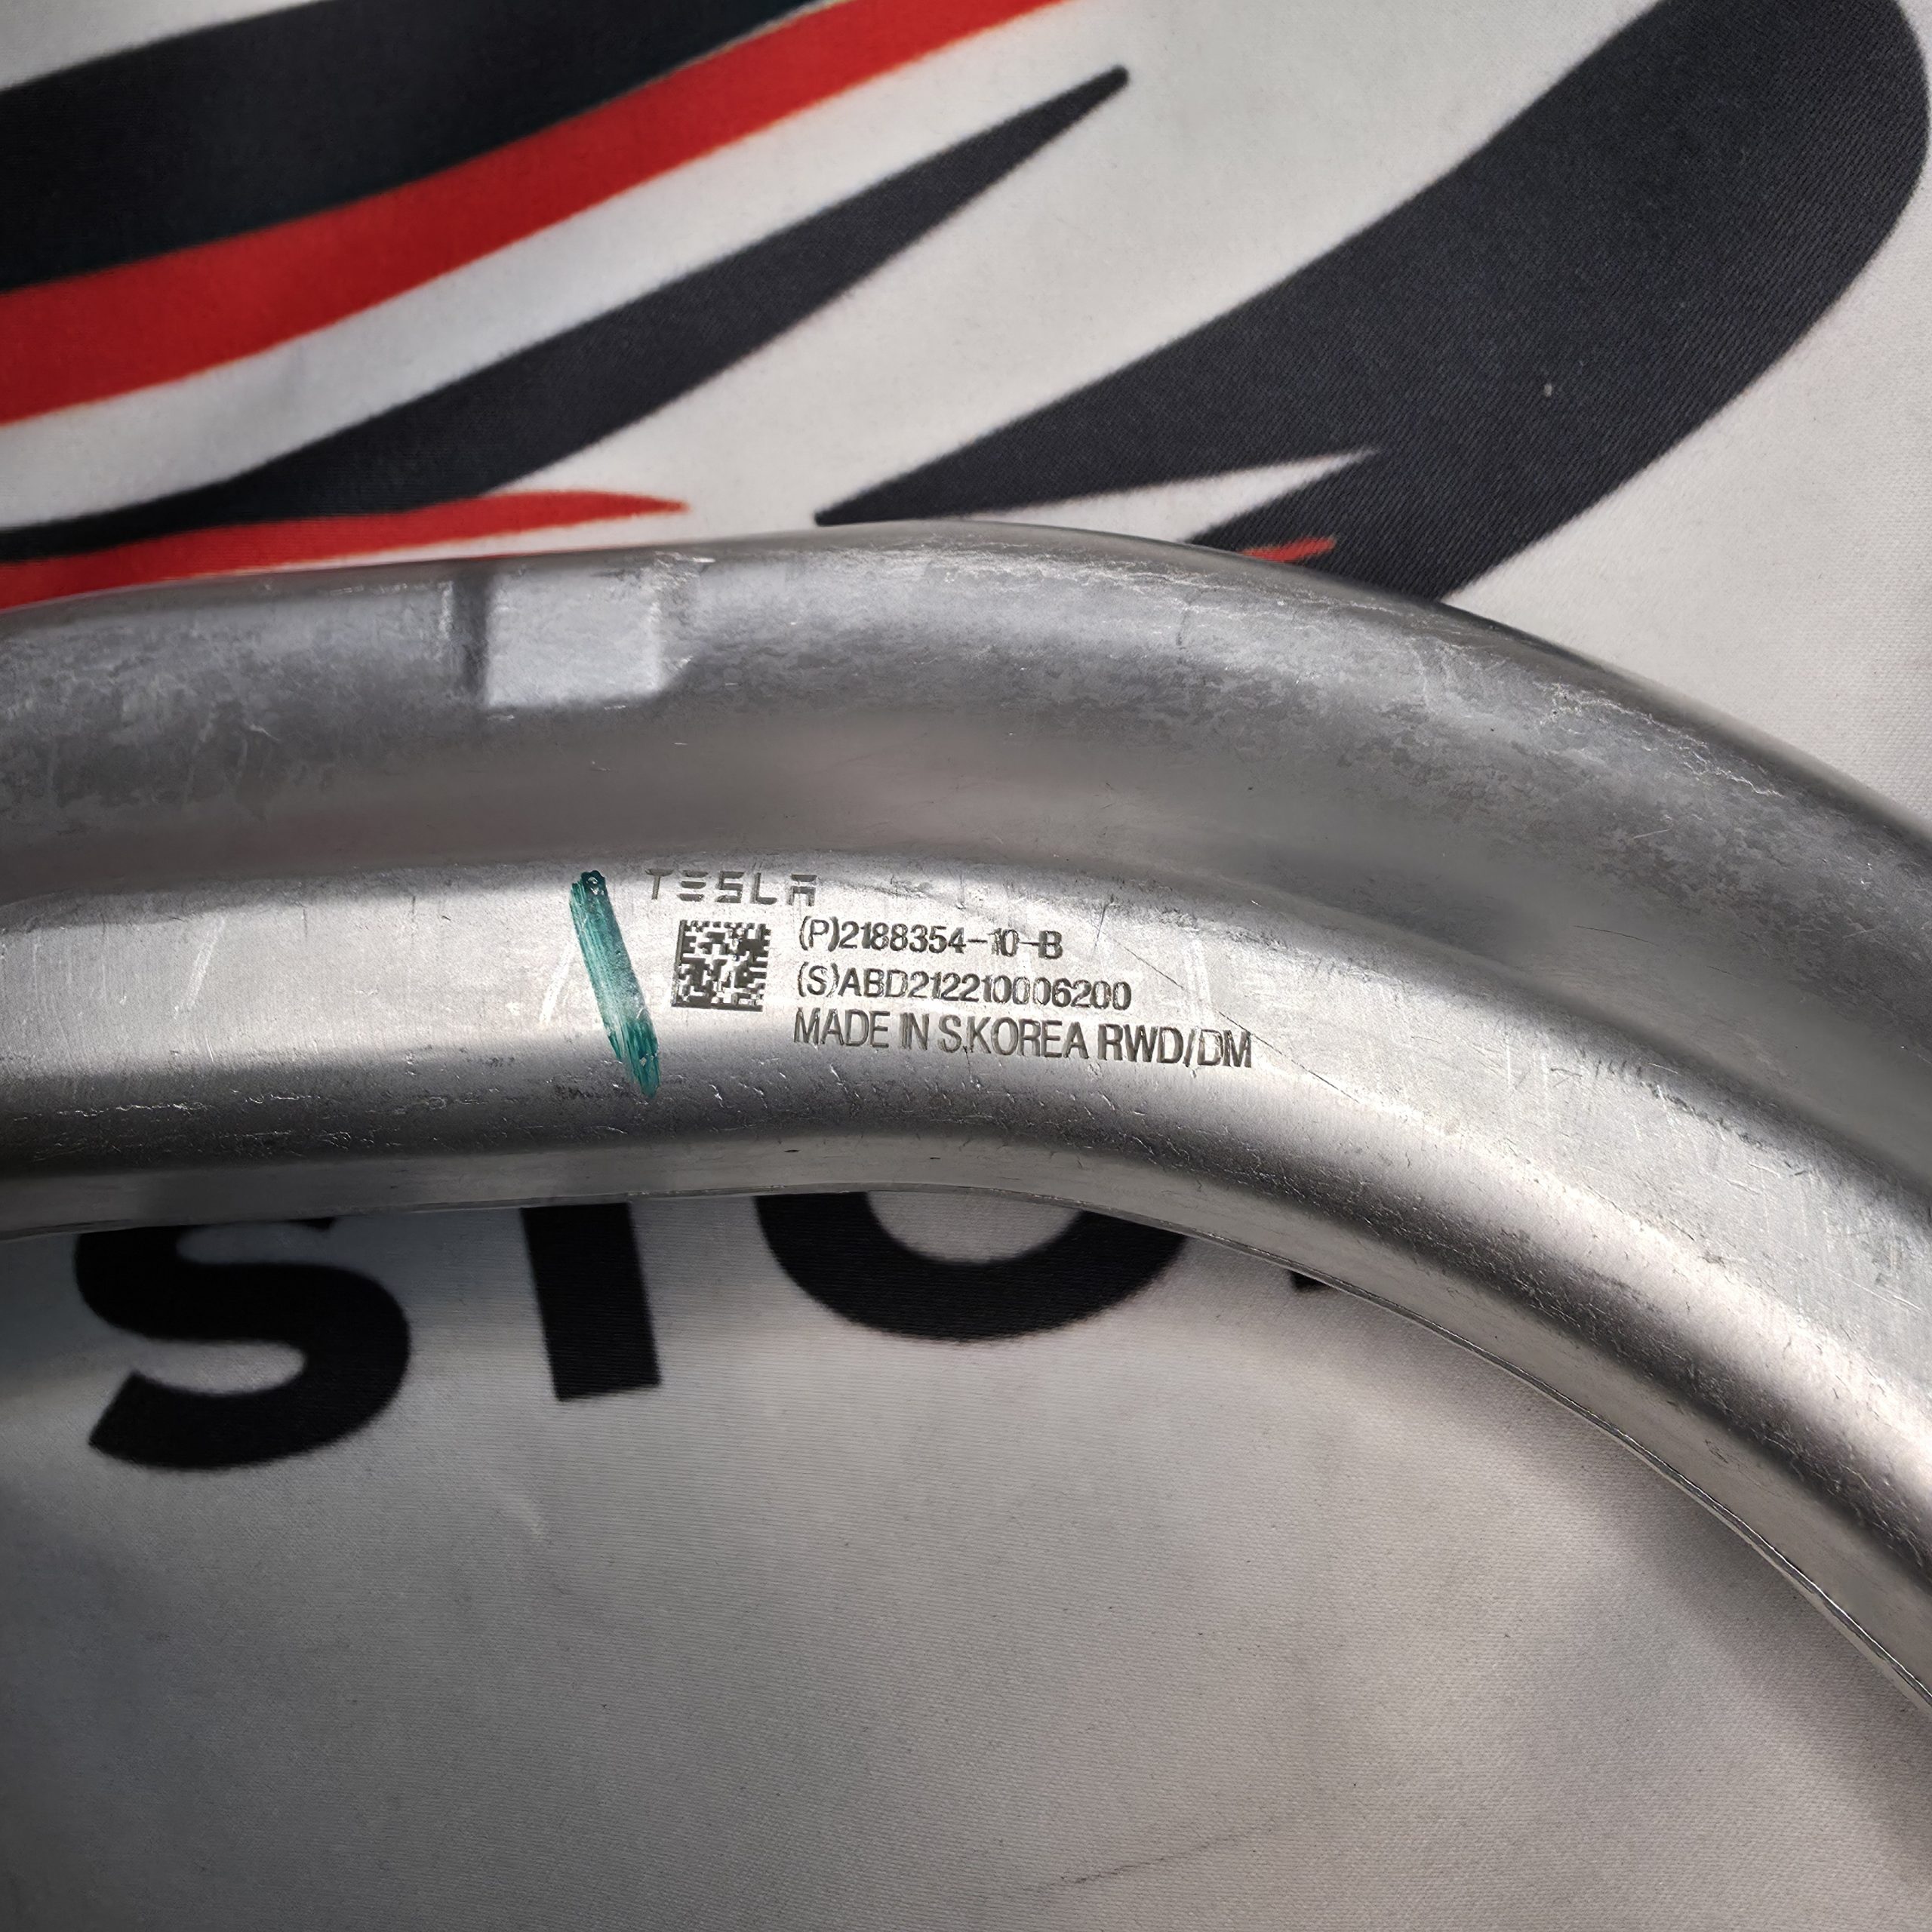 TESLA
(P)2188354-10-B
(S)ABD212210006200
MADE IN S.KOREA RWD/DM